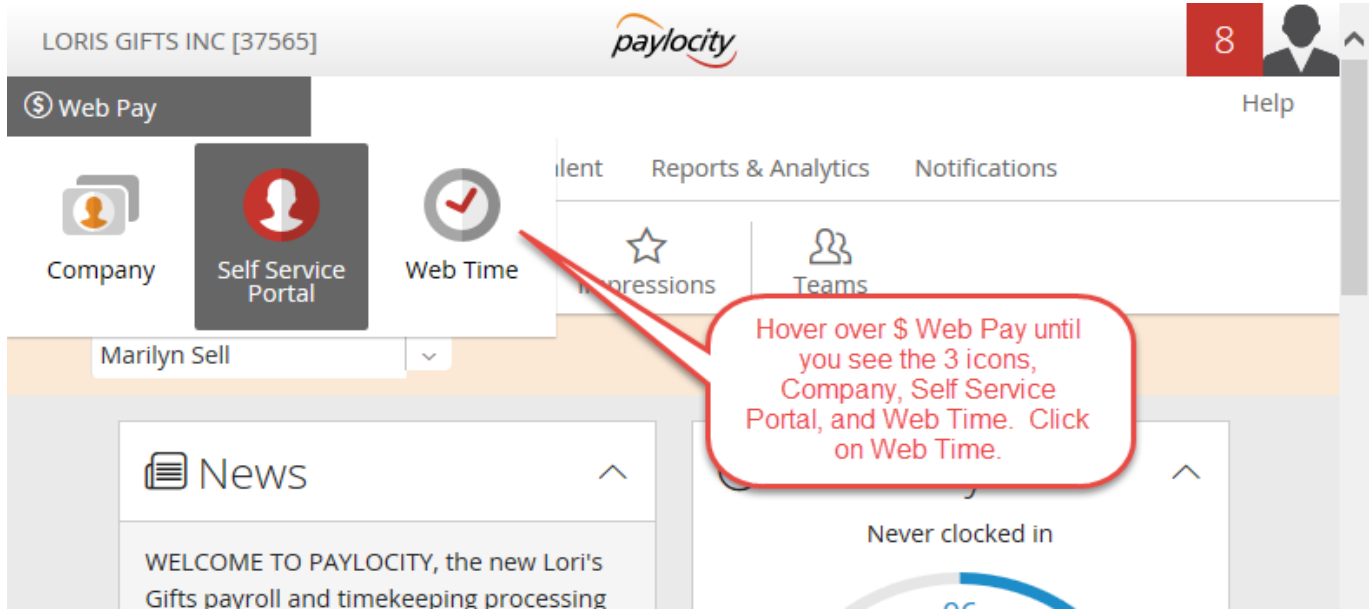 LORIS GIFTS INC [37565]
paylocity
8
$ Web Pay
Help
Reports & Analytics
Notifications
Company
Self Service
Portal
Web Time
Teams
Hover over $ Web Pay until
you see the 3 icons,
Company, Self Service
Portal, and Web Time. Click
on Web Time.
Marilyn Sell
News
Never clocked in
WELCOME TO PAYLOCITY, the new Lori's
Gifts payroll and timekeeping processing